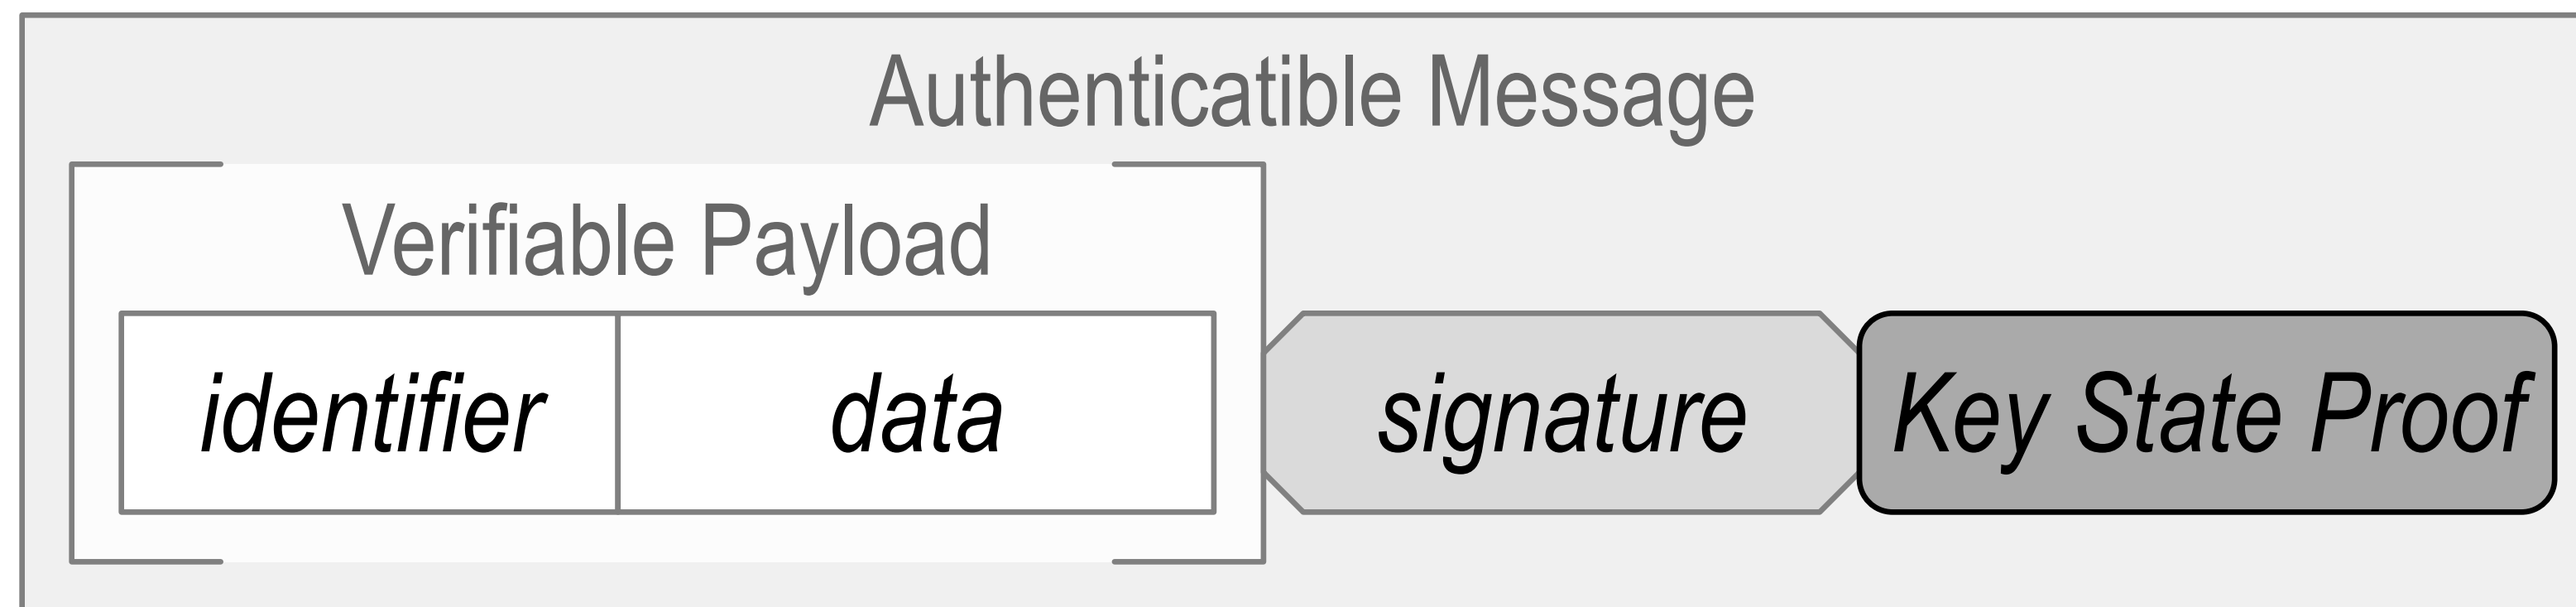 Authenticatible Message
Verifiable Payload
identifier data signature Key State Proof